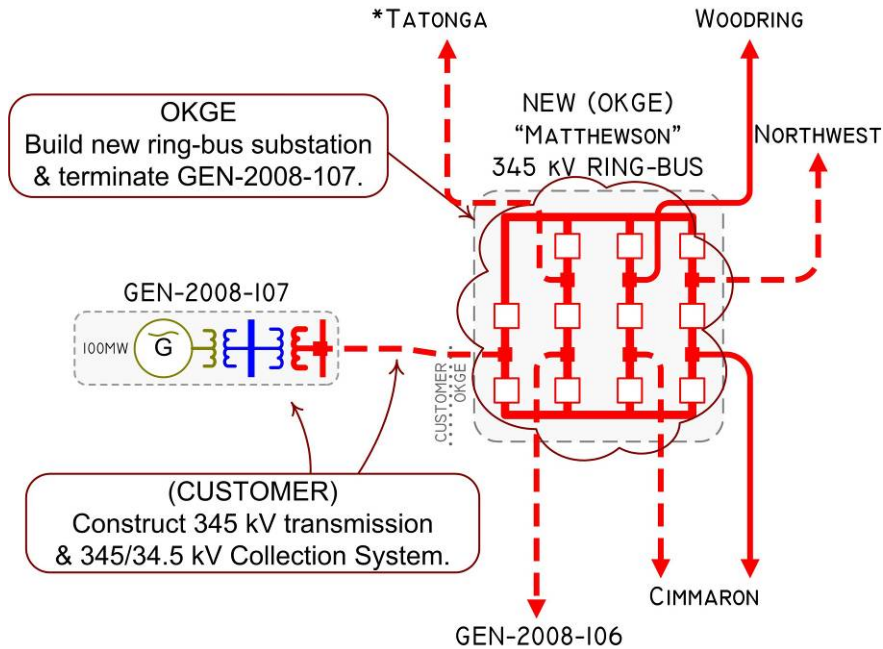 *TATONGA
WOODRING
OKGE
Build new ring-bus substation
& terminate GEN-2008-107.
NEW (OKGE)
"MATTHEWSON"
345 KV RING-BUS
NORTHWEST
GEN-2008-107
100MW
G
CUSTOMER
OKGE
(CUSTOMER)
Construct 345 kV transmission
& 345/34.5 kV Collection System.
CIMMARON
GEN-2008-106